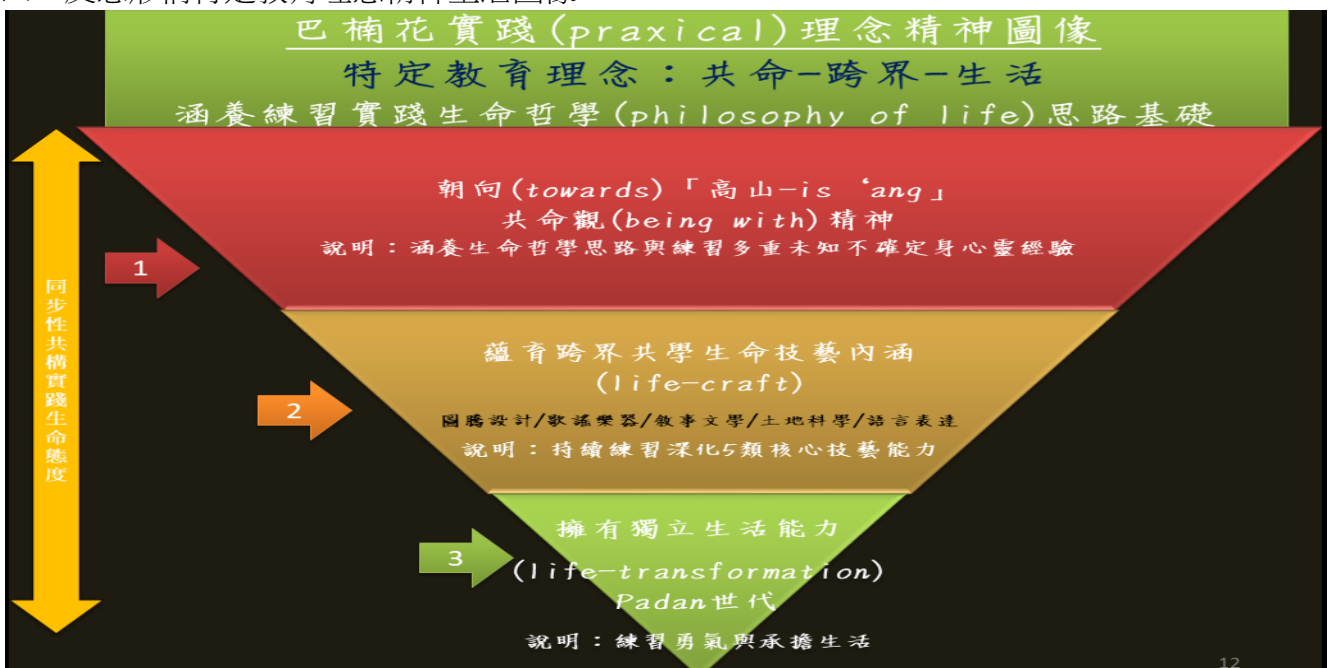 巴楠花實踐(praxical)理念精神圖像
特定教育理念：共命-跨界-生活
涵養練習實踐生命哲學(philosophy of life)思路基礎
朝向(towards)「高山-is‘ang」
共命觀(being with)精神
說明：涵養生命哲學思路與練習多重未知不確定身心靈經驗
1
同步性共構實踐生命態度
蘊育跨界共學生命技藝內涵
(life-craft)
2
圖騰設計/歌謠樂器/敘事文學/土地科學/語言表達
說明：持續練習深化5類核心技藝能力
擁有獨立生活能力
3
(life-transformation)
Padan世代
說明：練習勇氣與承擔生活
12